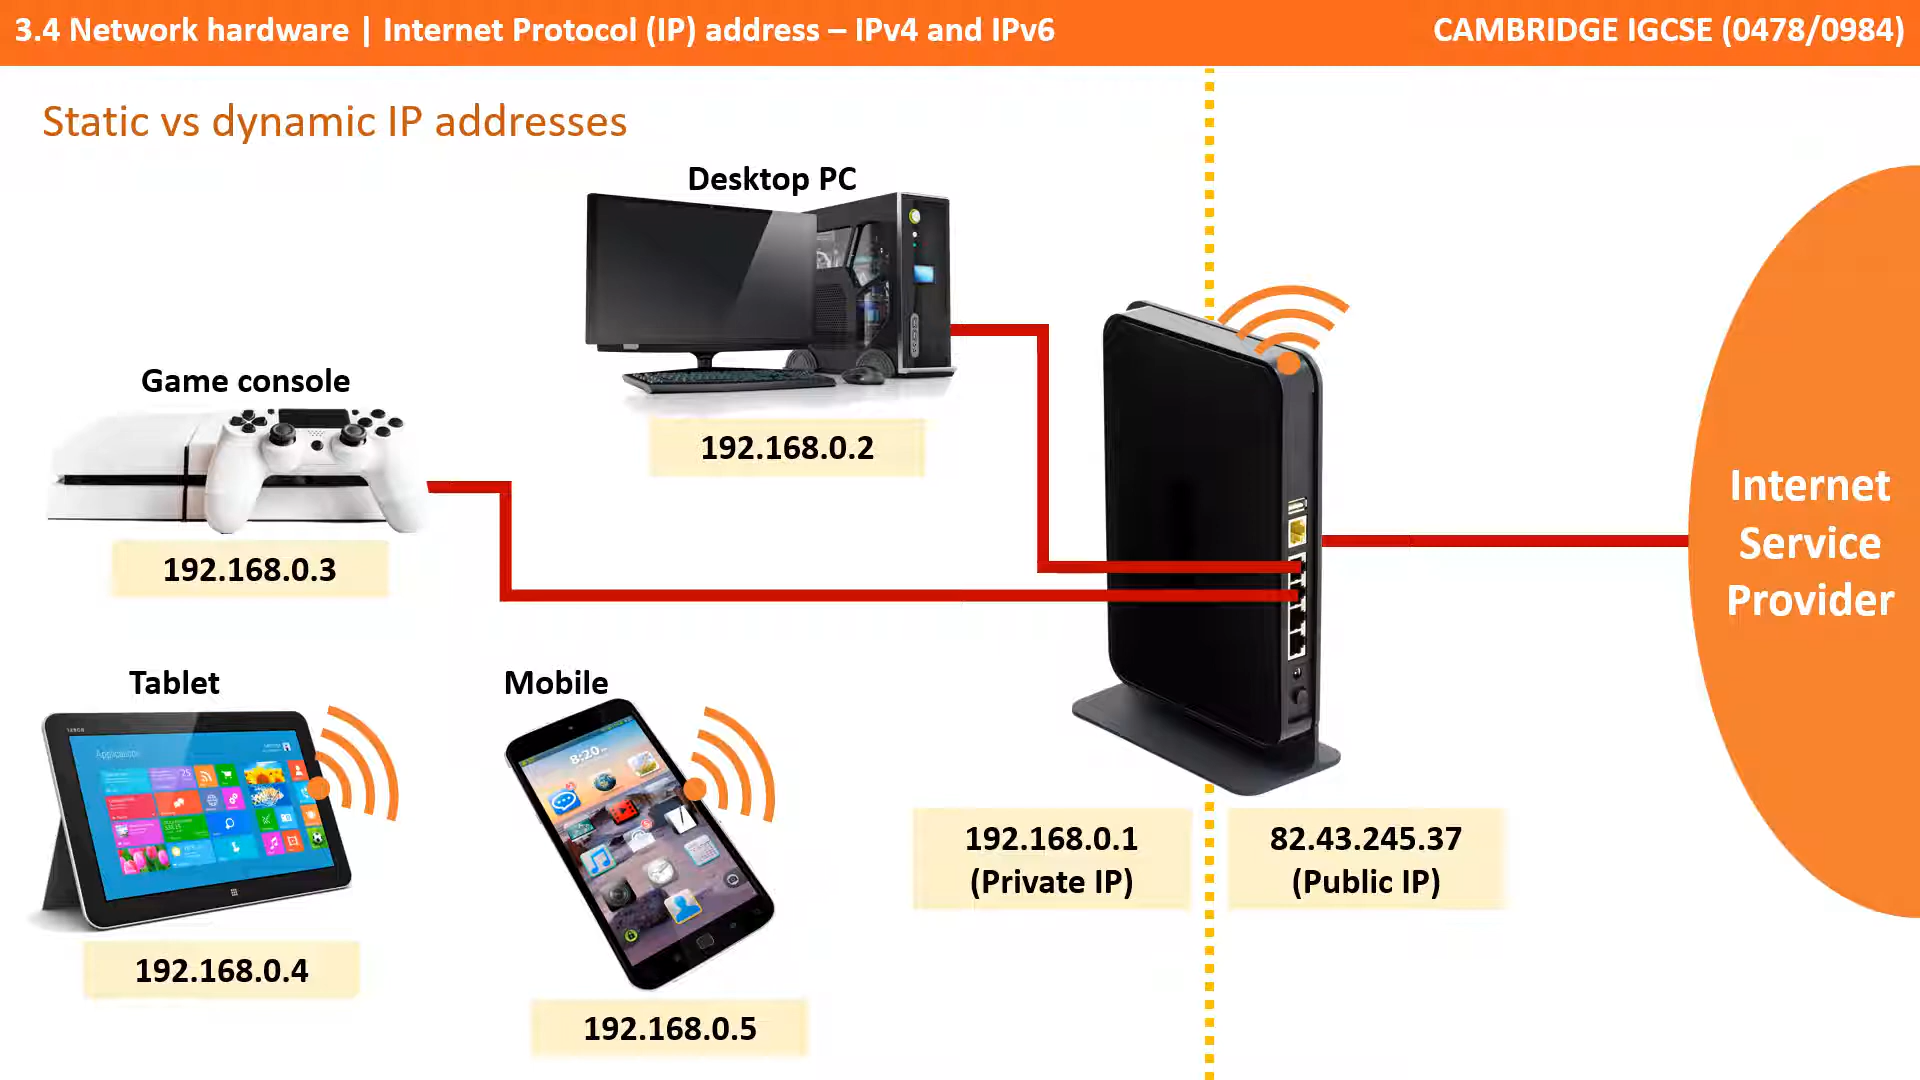 3.4 Network hardware | Internet Protocol (IP) address – IPv4 and IPv6
CAMBRIDGE IGCSE (0478/0984)
Static vs dynamic IP addresses
Desktop PC
192.168.0.2
Game console
192.168.0.3
Tablet
Applications
192.168.0.4
Mobile
8:20
192.168.0.5
192.168.0.1
(Private IP)
82.43.245.37
(Public IP)
Internet
Service
Provider